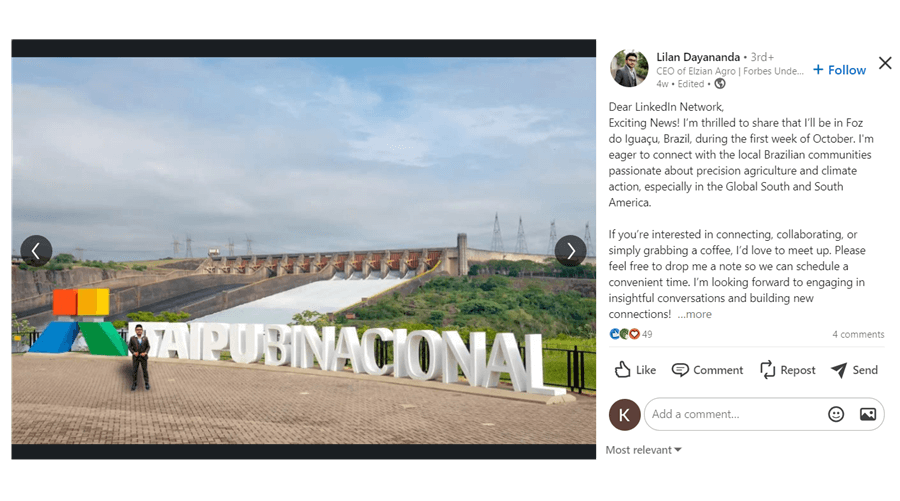 Lilan Dayananda • 3rd+
CEO of Elzian Agro | Forbes Unde...
4w • Edited •
+ Follow
Dear LinkedIn Network,
Exciting News! I'm thrilled to share that I'll be in Foz
do Iguaçu, Brazil, during the first week of October. I'm
eager to connect with the local Brazilian communities
passionate about precision agriculture and climate
action, especially in the Global South and South
America.
If you're interested in connecting, collaborating, or
simply grabbing a coffee, I'd love to meet up. Please
feel free to drop me a note so we can schedule a
convenient time. I'm looking forward to engaging in
insightful conversations and building new
connections! ...more
49
4 comments
Like Comment Repost Send
K
Add a comment...
Most relevant
ITAIPU BINACIONAL